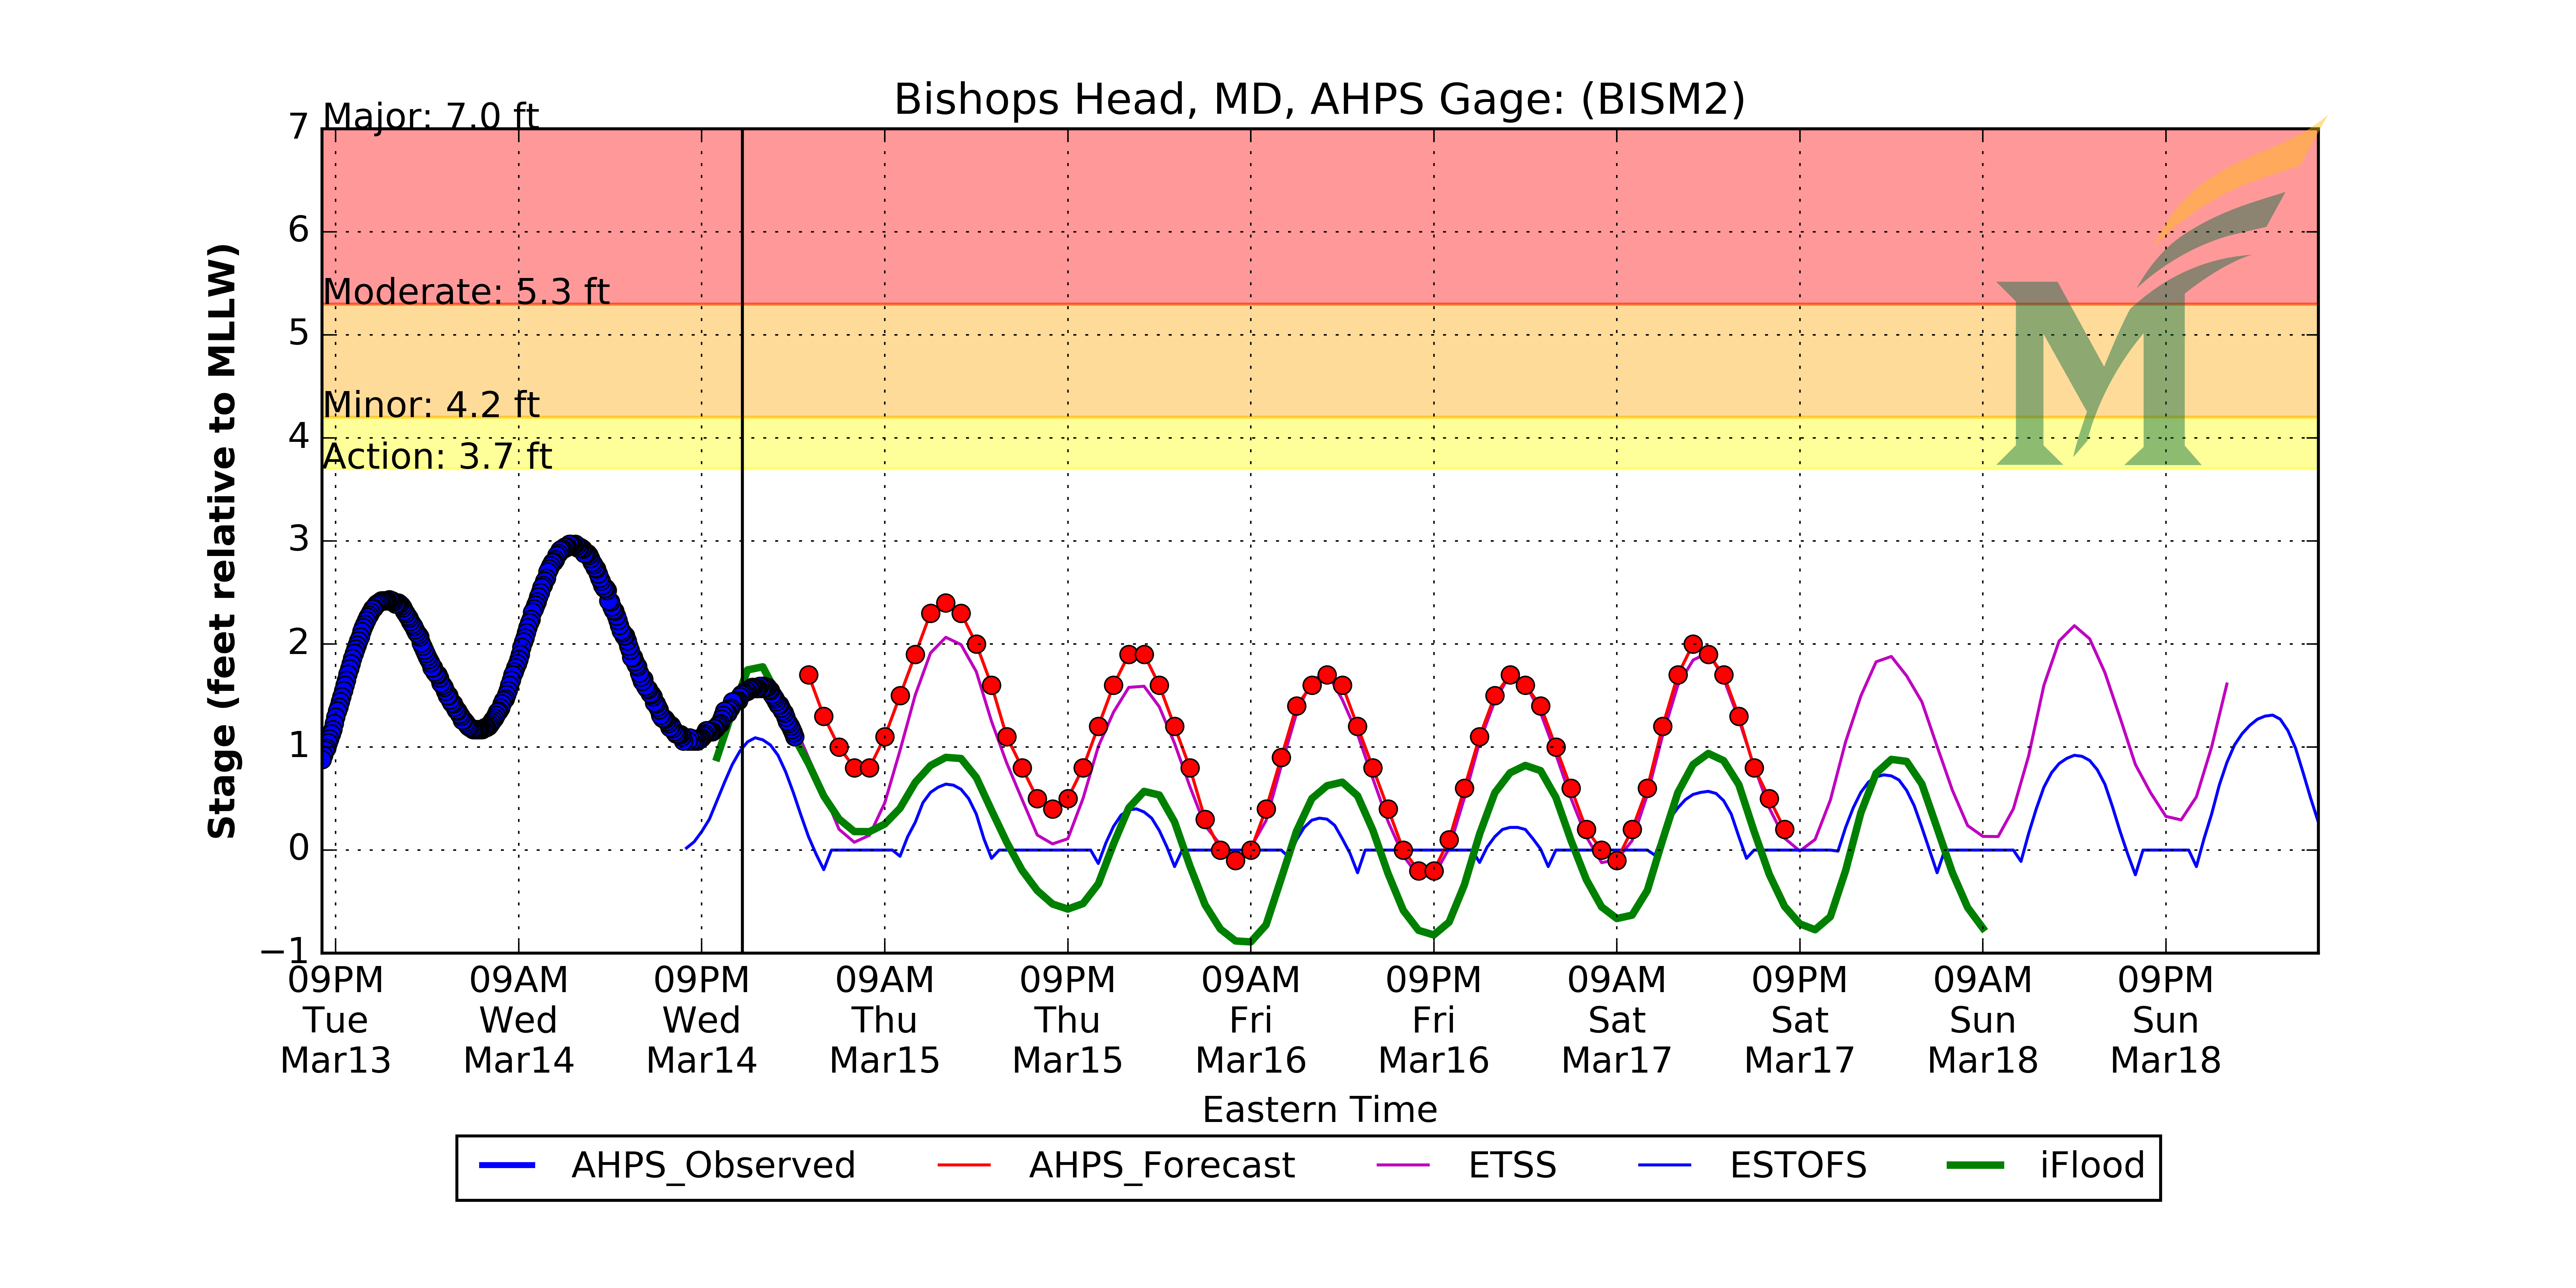 Bishops Head, MD, AHPS Gage: (BISM2)
Major: 7.0 ft
Moderate: 5.3 ft
Minor: 4.2 ft
Action: 3.7 ft
7
6
5
4
3
2
1
0
−1
Stage (feet relative to MLLW)
09PM 09AM 09PM 09AM 09PM 09AM 09PM 09AM 09PM 09AM 09PM
Tue Wed Wed Thu Thu Fri Fri Sat Sat Sun Sun
Mar13 Mar14 Mar14 Mar15 Mar15 Mar16 Mar16 Mar17 Mar17 Mar18 Mar18
Eastern Time
AHPS_Observed AHPS_Forecast ETSS ESTOFS iFlood